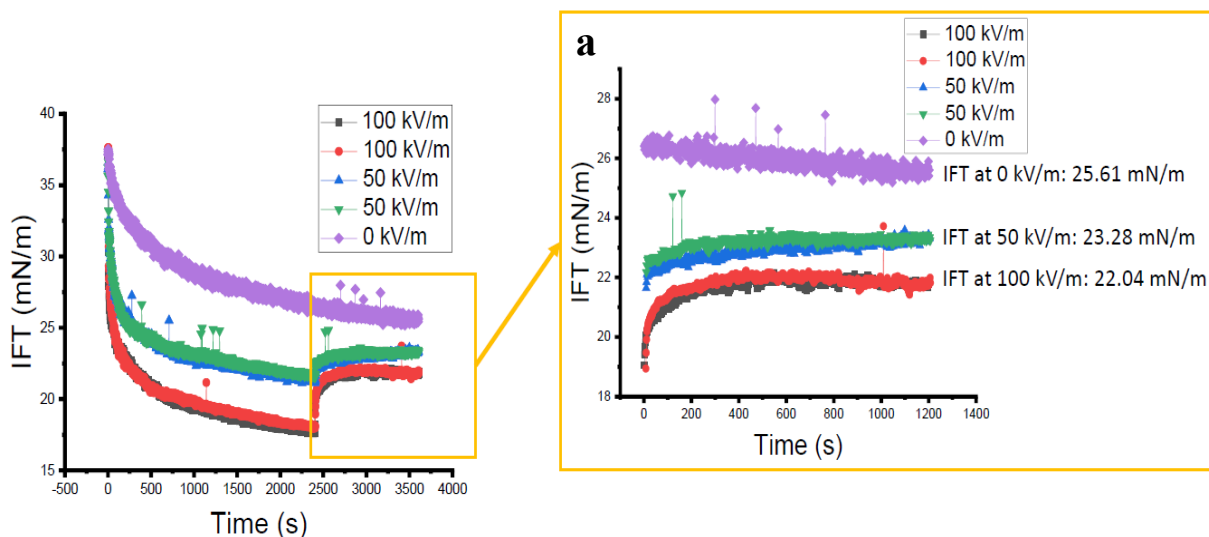 40
35
30
25
20
15
IFT (mN/m)
-500 0 500 1000 1500 2000 2500 3000 3500 4000
Time (s)
100 kV/m
100 kV/m
50 kV/m
50 kV/m
0 kV/m
a
100 kV/m
100 kV/m
50 kV/m
50 kV/m
0 kV/m
28
26
24
22
20
18
IFT (mN/m)
IFT at 0 kV/m: 25.61 mN/m
IFT at 50 kV/m: 23.28 mN/m
IFT at 100 kV/m: 22.04 mN/m
0 200 400 600 800 1000 1200 1400
Time (s)